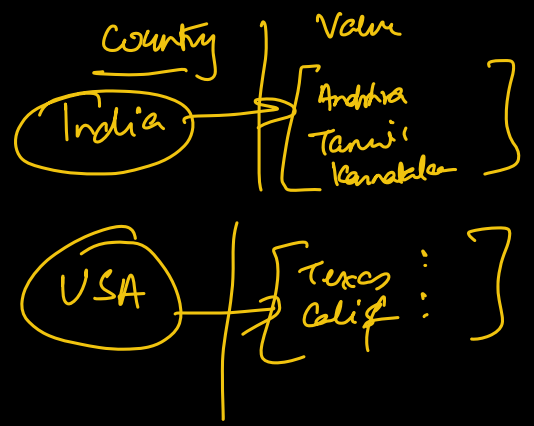 Country Value
India
Andhra
Tamil
Karnataka
USA
Texas :
Calif :